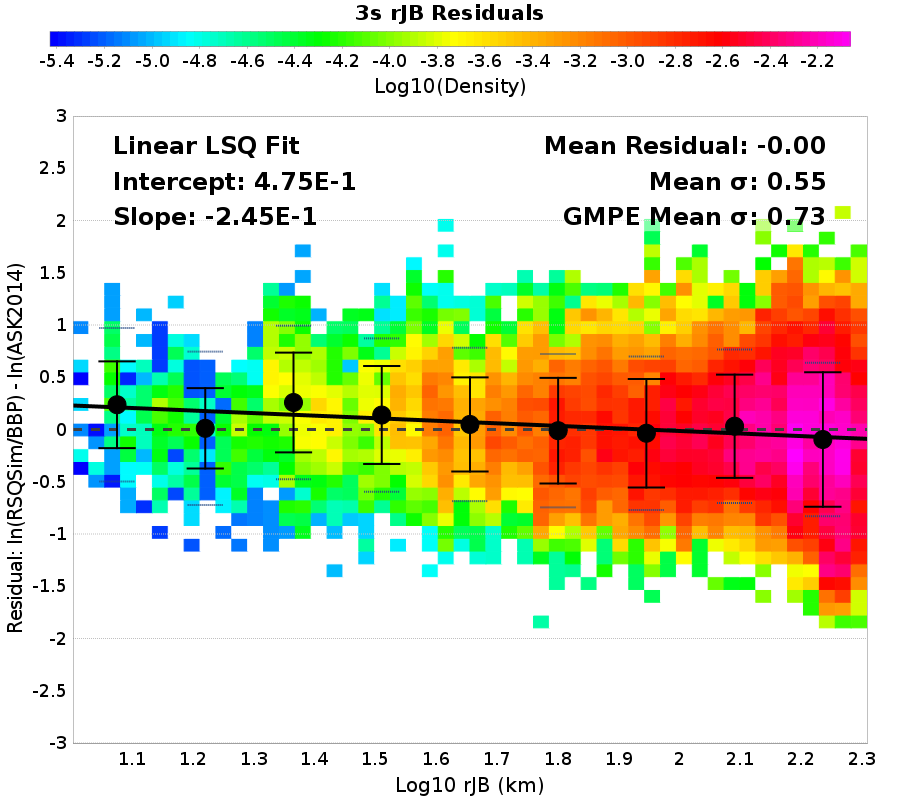 3s rJB Residuals
-5.4 -5.2 -5.0 -4.8 -4.6 -4.4 -4.2 -4.0 -3.8 -3.6 -3.4 -3.2 -3.0 -2.8 -2.6 -2.4 -2.2
Log10(Density)
Linear LSQ Fit
Intercept: 4.75E-1
Slope: -2.45E-1
Mean Residual: -0.00
Mean σ: 0.55
GMPE Mean σ: 0.73
Residual: ln(RSQSim/BBP) - ln(ASK2014)
3
2.5
2
1.5
1
0.5
0
-0.5
-1
-1.5
-2
-2.5
-3
1.1 1.2 1.3 1.4 1.5 1.6 1.7 1.8 1.9 2 2.1 2.2 2.3
Log10 rJB (km)